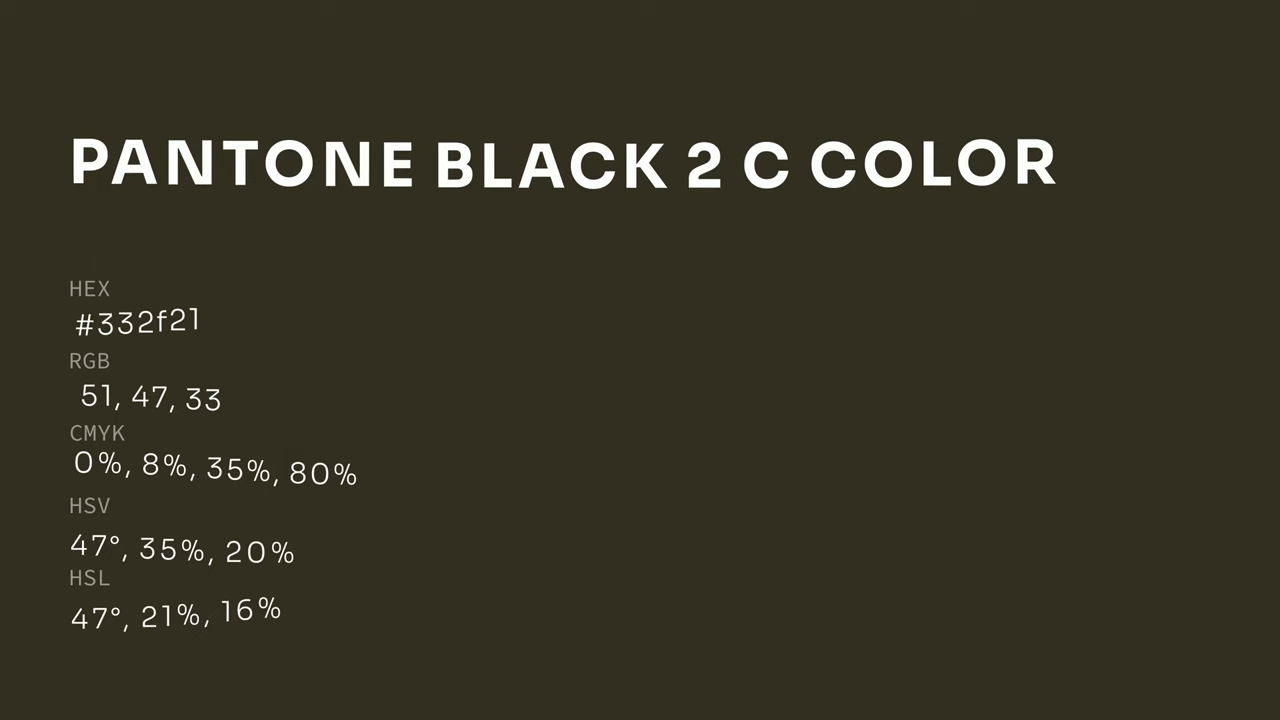 PANTONE BLACK 2 C COLOR
HEX
#332f21
RGB
51, 47, 33
CMYK
0%, 8%, 35%, 80%
HSV
47°, 35%, 20%
HSL
47°, 21%, 16%